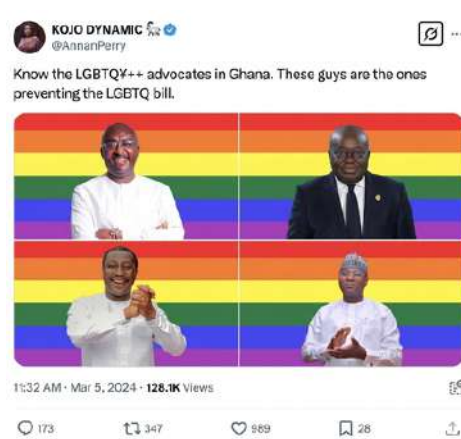 KOJO DYNAMIC
@AnnanPerry
Know the LGBTQ¥++ advocates in Ghana. These guys are the ones
preventing the LGBTQ bill.
11:32 AM · Mar 5, 2024 · 128.1K Views
173 347 989 28